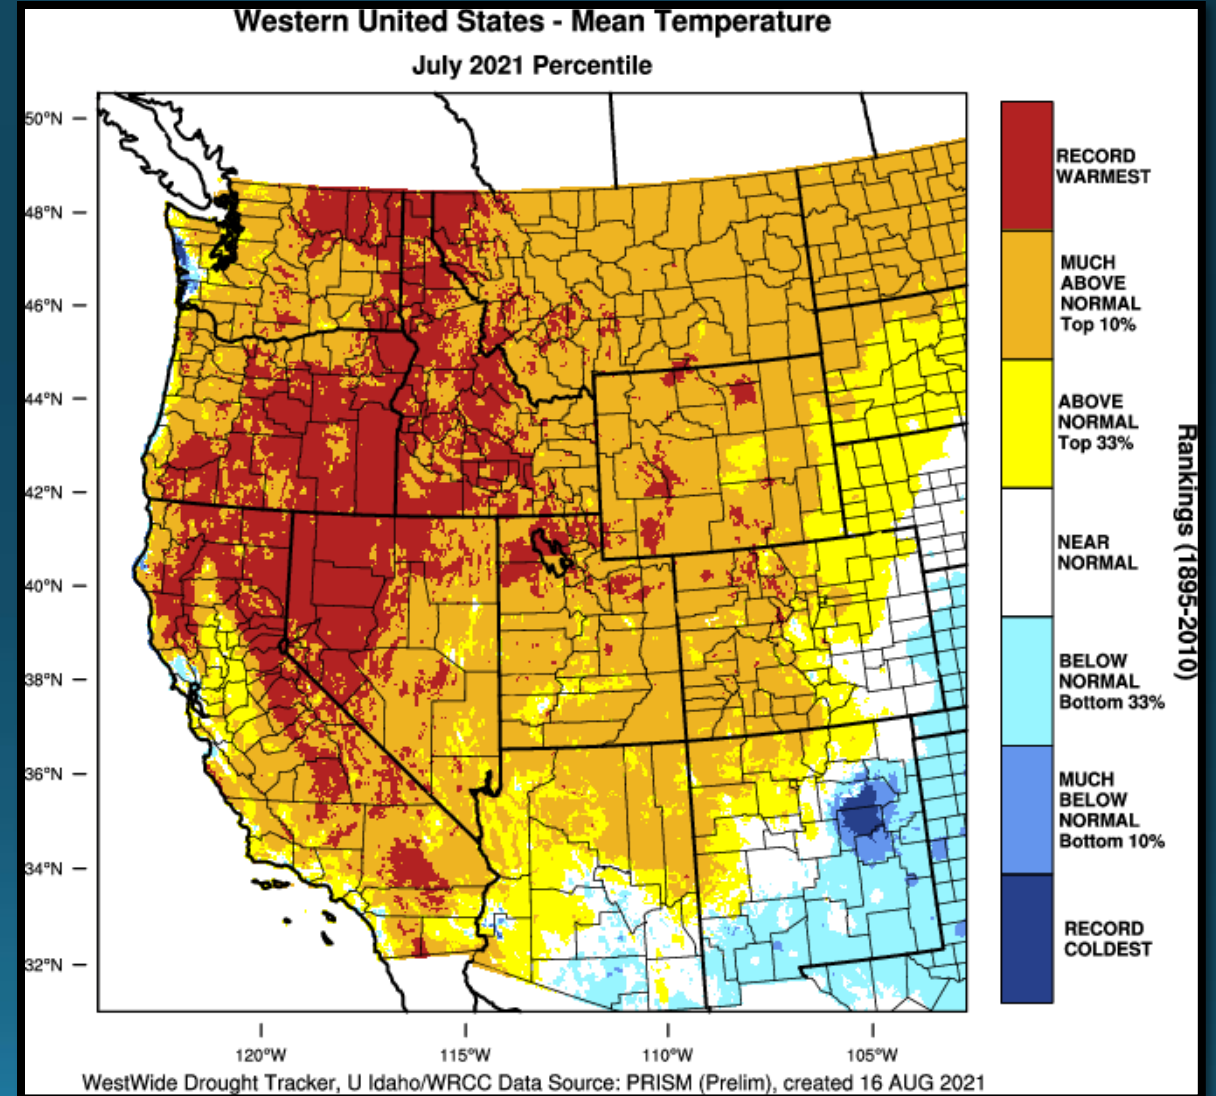 Western United States - Mean Temperature
July 2021 Percentile
50°N
48°N
46°N
44°N
42°N
40°N
38°N
36°N
34°N
32°N
120°W
115°W
110°W
105°W
RECORD
WARMEST
MUCH
ABOVE
NORMAL
Top 10%
ABOVE
NORMAL
Top 33%
NEAR
NORMAL
BELOW
NORMAL
Bottom 33%
MUCH
BELOW
NORMAL
Bottom 10%
RECORD
COLDEST
Rankings (1895-2010)
WestWide Drought Tracker, U Idaho/WRCC Data Source: PRISM (Prelim), created 16 AUG 2021